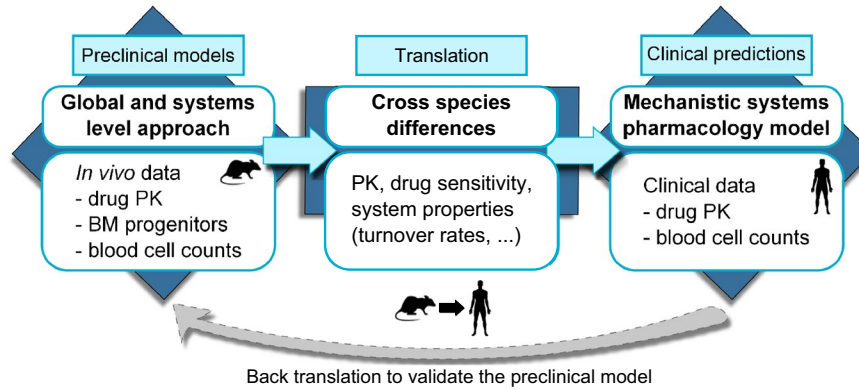 Preclinical models
Global and systems
level approach
In vivo data
- drug PK
- BM progenitors
- blood cell counts
Translation
Cross species
differences
PK, drug sensitivity,
system properties
(turnover rates, ...)
Clinical predictions
Mechanistic systems
pharmacology model
Clinical data
- drug PK
- blood cell counts
Back translation to validate the preclinical model